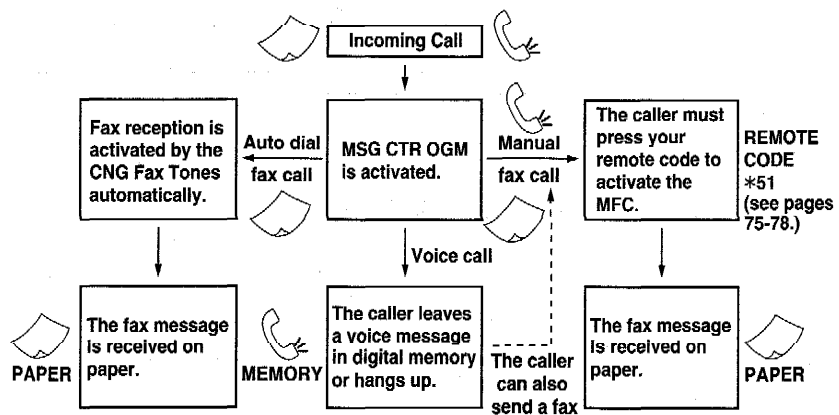 Incoming Call
Fax reception is
activated by the
CNG Fax Tones
automatically.
Auto dial
fax call
MSG CTR OGM
is activated.
Manual
fax call
The caller must
press your
remote code to
activate the
MFC.
REMOTE
CODE
*51
(see pages
75-78.)
Voice call
PAPER
The fax message
is received on
paper.
MEMORY
The caller leaves
a voice message
in digital memory
or hangs up.
The caller
can also
send a fax
The fax message
is received on
paper.
PAPER